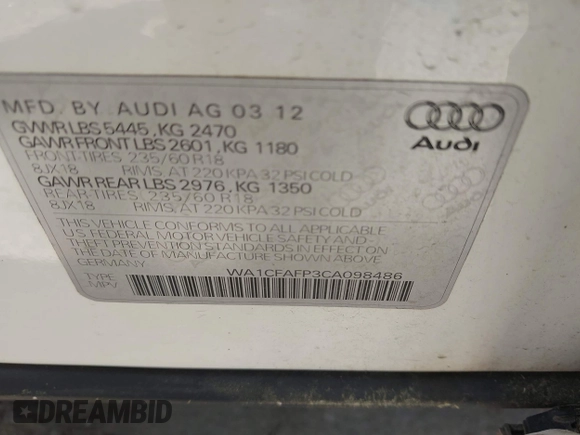 MFD. BY AUDI AG 03 12
GVWR LBS 5445, KG 2470
GAWR FRONT LBS 2601, KG 1180
FRONT-TIRES 235/60 R18
8JX18 RIMS, AT 220 KPA 32 PSI COLD
GAWR REAR LBS 2976, KG 1350
REAR-TIRES 235/60 R18
8JX18 RIMS, AT 220 KPA 32 PSI COLD
THIS VEHICLE CONFORMS TO ALL APPLICABLE
U.S. FEDERAL MOTOR VEHICLE SAFETY STANDARDS IN EFFECT ON
THE DATE OF MANUFACTURE SHOWN ABOVE
GERMANY
WA1CFAFP3CA098486
TYPE
MPV
Audi
DREAMBID